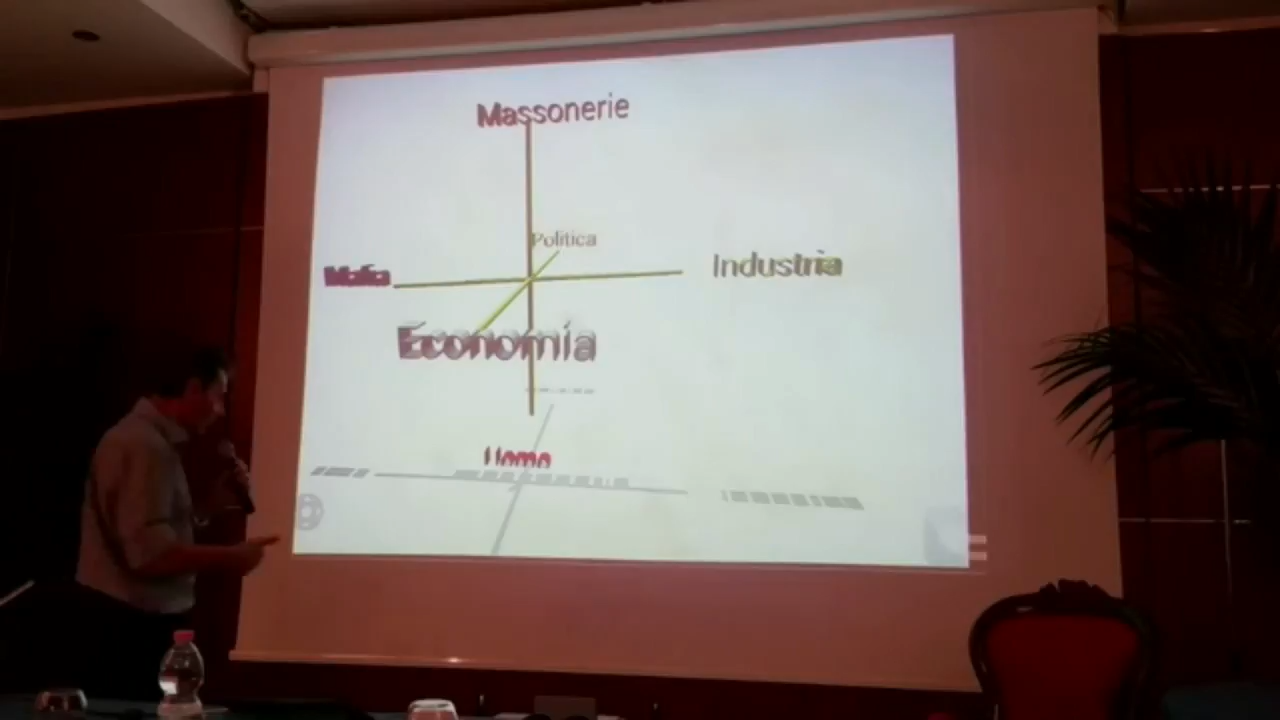 Massonerie
Politica
Mafia
Industria
Economia
Uomo